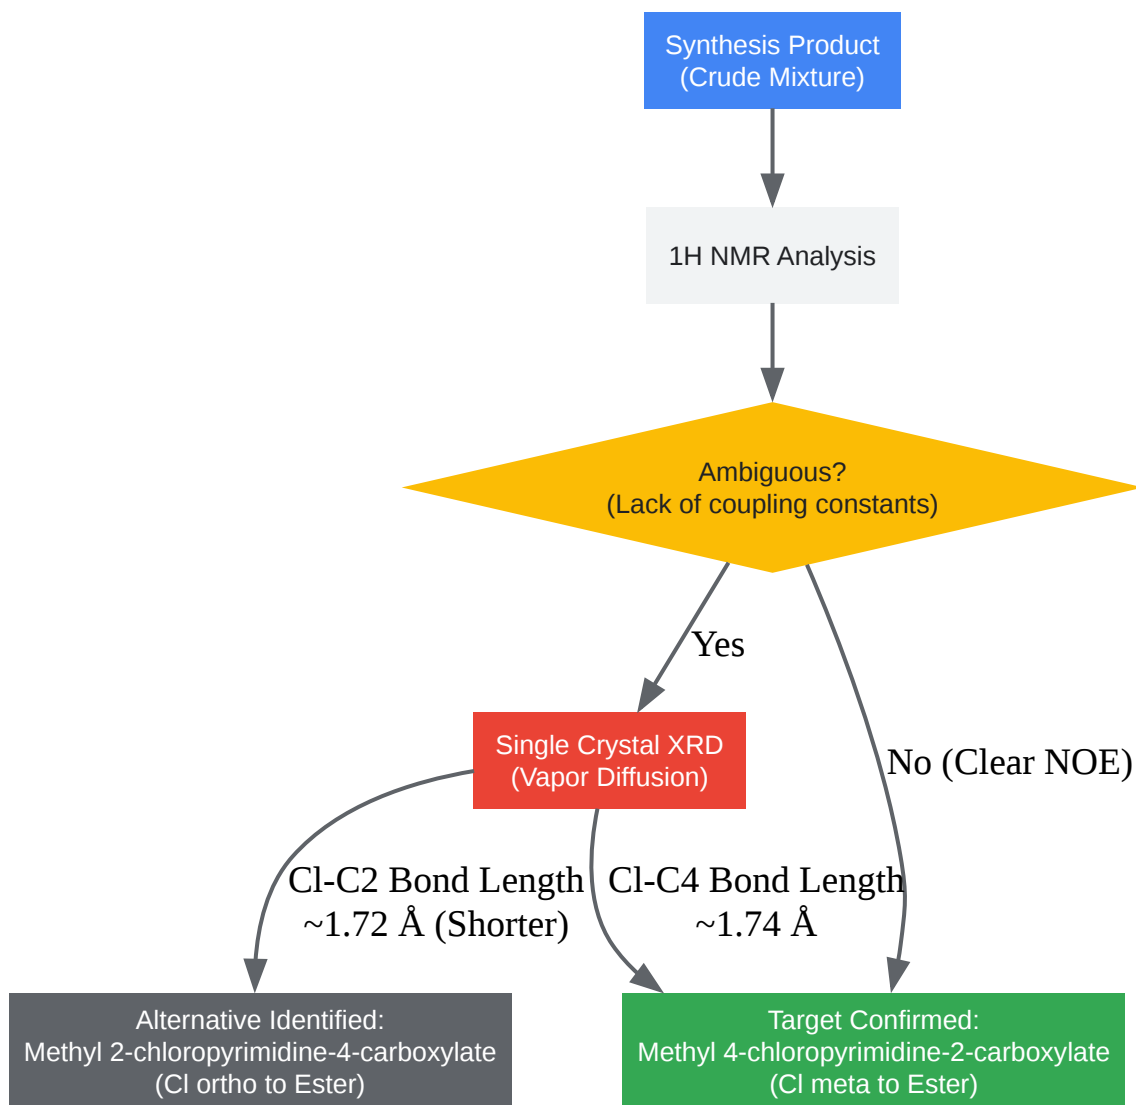 Synthesis Product
(Crude Mixture)
1H NMR Analysis
Ambiguous?
(Lack of coupling constants)
Yes
Single Crystal XRD
(Vapor Diffusion)
No (Clear NOE)
Cl-C2 Bond Length
~1.72 Å (Shorter)
Cl-C4 Bond Length
~1.74 Å
Alternative Identified:
Methyl 2-chloropyrimidine-4-carboxylate
(Cl ortho to Ester)
Target Confirmed:
Methyl 4-chloropyrimidine-2-carboxylate
(Cl meta to Ester)